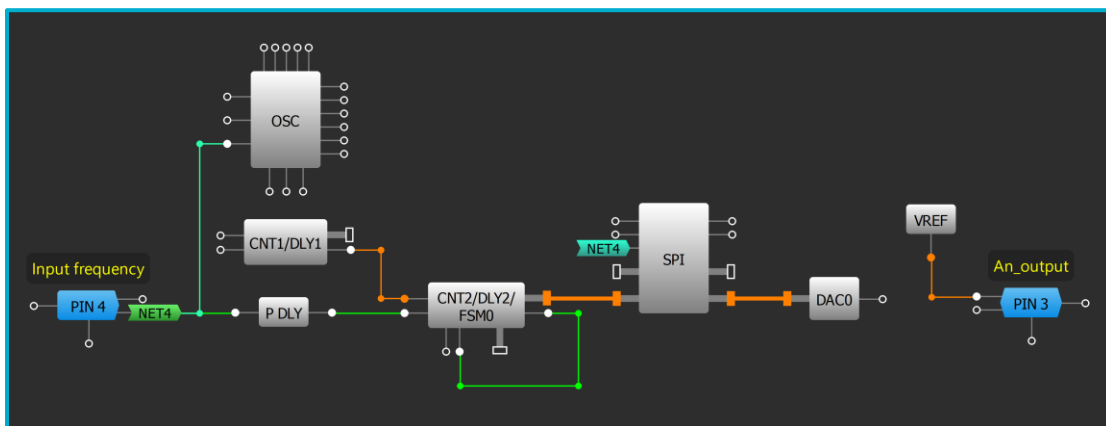 OSC
CNT1/DLY1
NET4
SPI
VREF
Input frequency
An_output
PIN 4
NET4
P DLY
CNT2/DLY2/
FSM0
DAC0
PIN 3